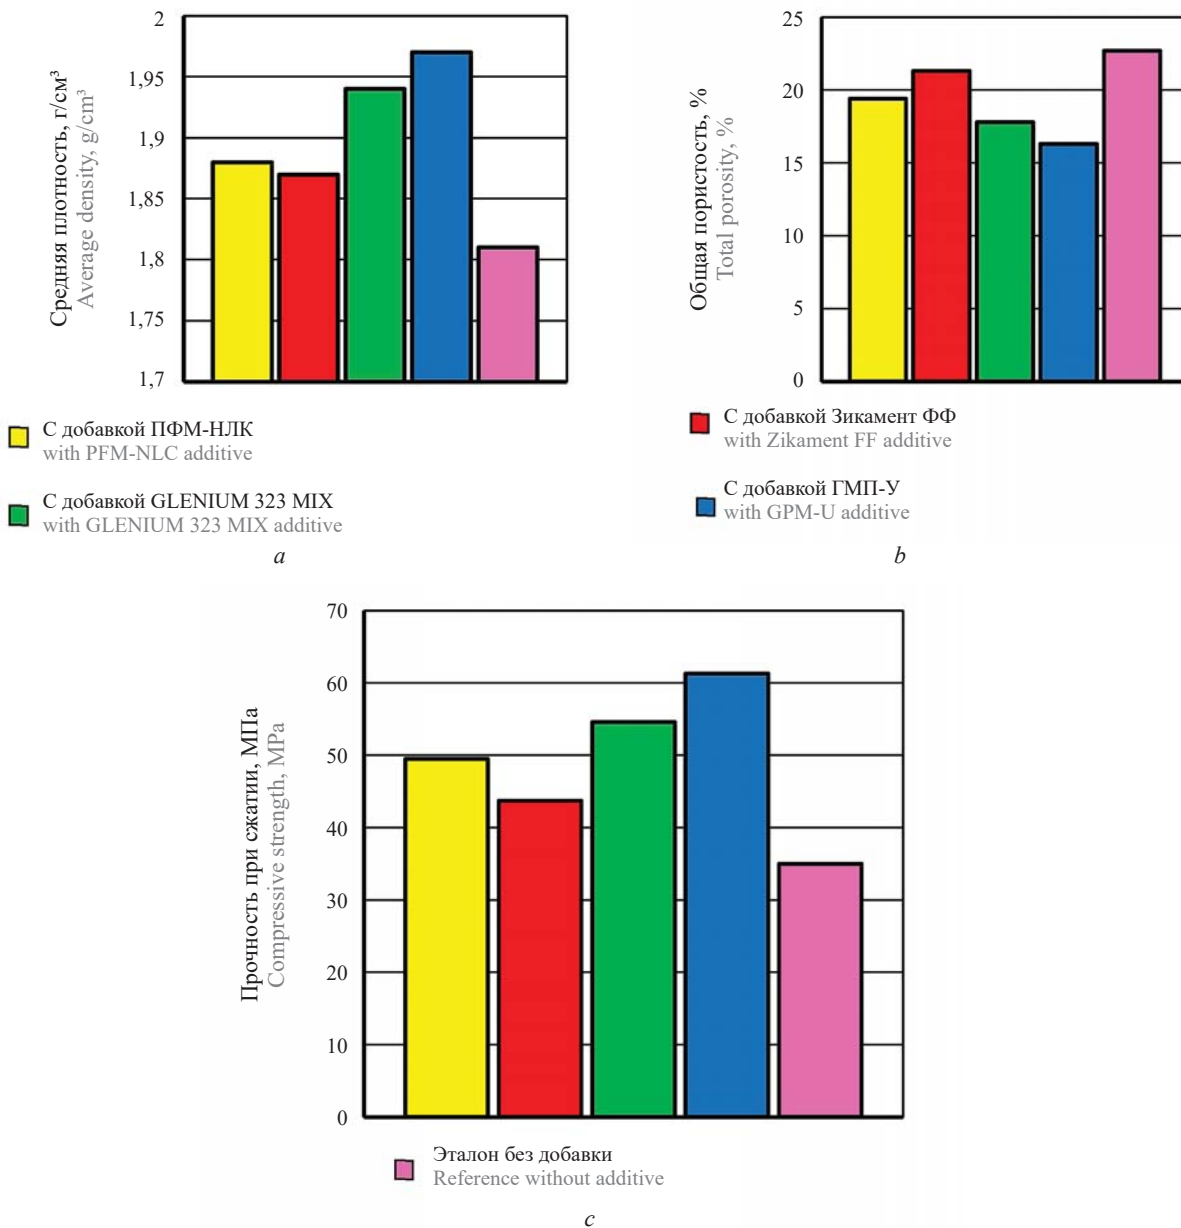 Средняя плотность, г/см³
Average density, g/cm³
2
1,95
1,9
1,85
1,8
1,75
1,7
Общая пористость, %
Total porosity, %
25
20
15
10
5
0
С добавкой ПФМ-НЛК
with PFM-NLC additive
С добавкой GLENIUM 323 MIX
with GLENIUM 323 MIX additive
a
С добавкой Зикамент ФФ
with Zikament FF additive
С добавкой ГМП-У
with GPM-U additive
b
Прочность при сжатии, МПа
Compressive strength, MPa
70
60
50
40
30
20
10
0
Эталон без добавки
Reference without additive
c